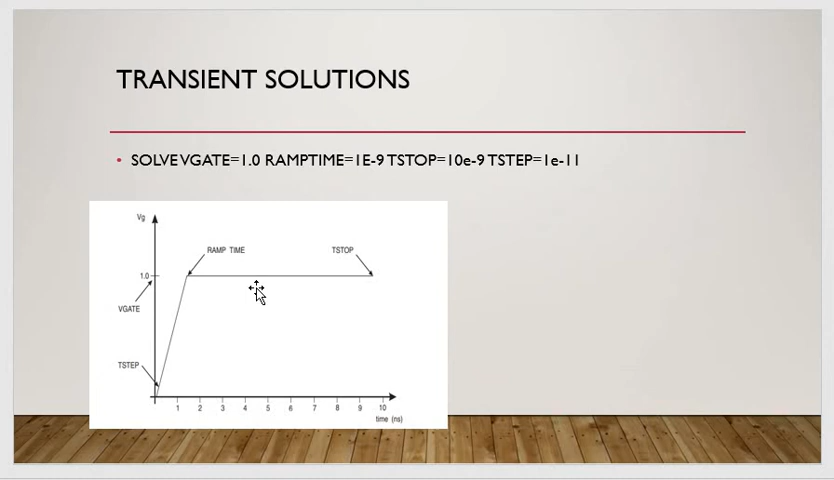 TRANSIENT SOLUTIONS
• SOLVE VGATE=1.0 RAMPTIME=1E-9 TSTOP=10e-9 TSTEP=1e-11
Vg
RAMP TIME TSTOP
1.0
VGATE
TSTEP
1 2 3 4 5 6 7 8 9 10
time (ns)